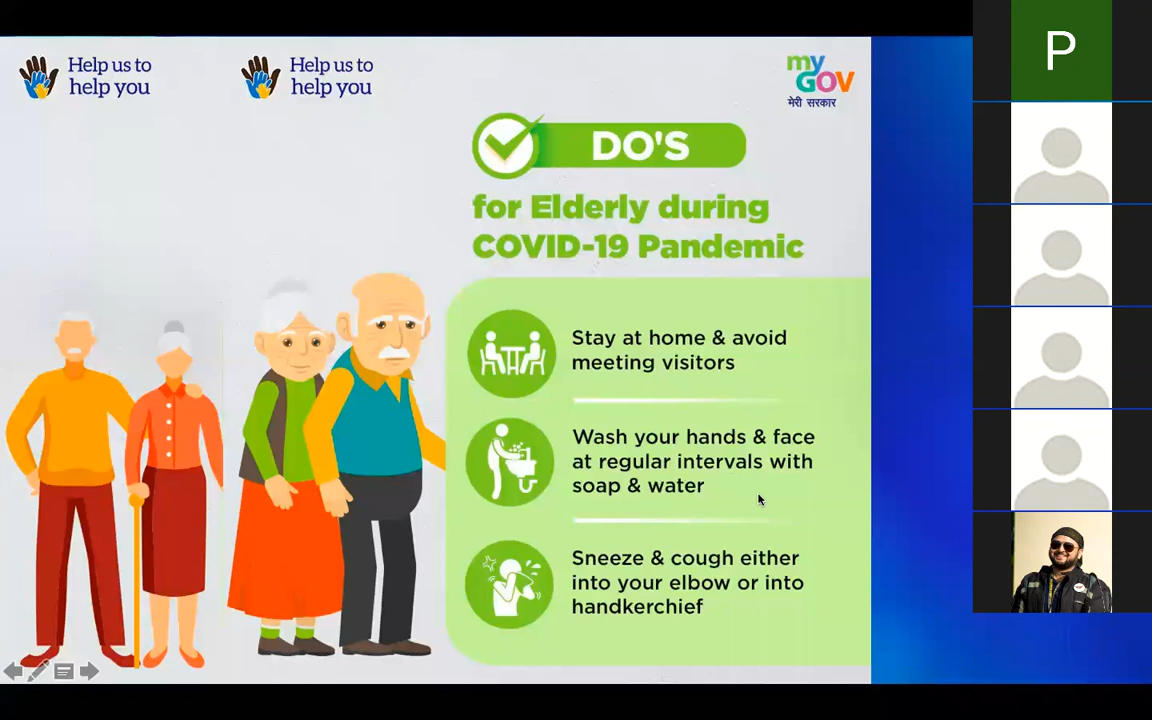 Help us to
help you
Help us to
help you
my
GOV
मेरी सरकार
DO'S
for Elderly during
COVID-19 Pandemic
Stay at home & avoid
meeting visitors
Wash your hands & face
at regular intervals with
soap & water
Sneeze & cough either
into your elbow or into
handkerchief
P